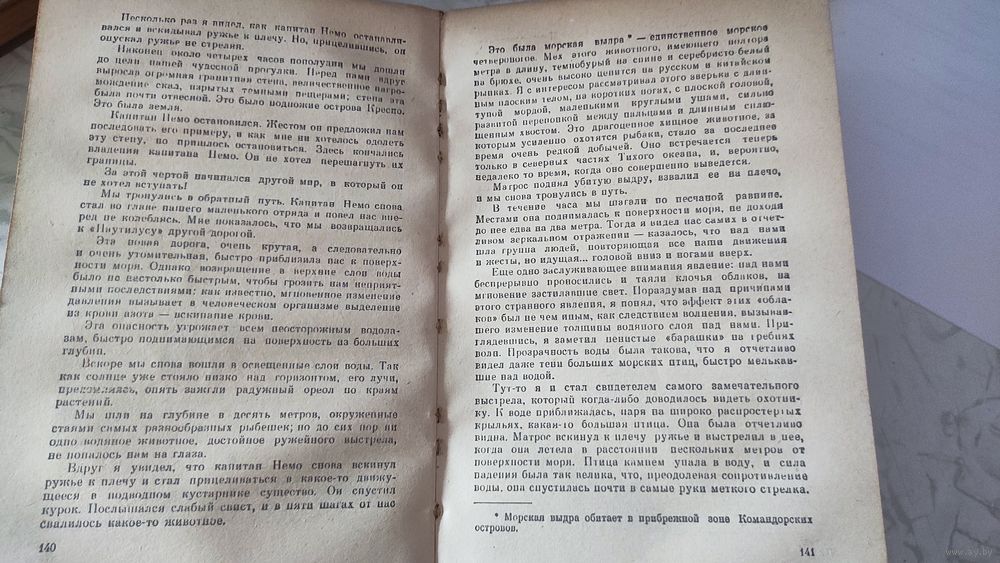 Несколько раз я видел, как капитан Немо останавли-
вался и вскидывал ружье к плечу. Но, прицелившись, он
опускал ружье не стреляя.
Наконец около четырех часов пополудни мы дошли
до цели нашей чудесной прогулки. Перед нами вдруг
выросла огромная гранитная стена, величественное нагро-
мождение скал, изрытых темными пещерами; стена эта
была почти отвесной. Это было подножие острова Креспо.
Это была земля.
Капитан Немо остановился. Жестом он предложил нам
последовать его примеру, и как мне ни хотелось одолеть
эту стену, но пришлось остановиться. Здесь кончались
владения капитана Немо. Он не хотел перешагнуть их
границы.
За этой чертой начинался другой мир, в который он
не хотел вступать!
Мы тронулись в обратный путь. Капитан Немо снова
стал во главе нашего маленького отряда и повел нас впе-
ред не колеблясь. Мне показалось, что мы возвращались
к «Наутилусу» другой дорогой.
Эта новая дорога, очень крутая, а следовательно
и очень утомительная, быстро приблизила нас к поверх-
ности моря. Однако возвращение в верхние слои воды
было не настолько быстрым, чтобы грозить нам неприят-
ными последствиями: как известно, мгновенное изменение
давления вызывает в человеческом организме выделение
из крови азота — вскипание крови.
Эта опасность угрожает всем неосторожным водола-
зам, быстро поднимающимся на поверхность из больших
глубин.
Вскоре мы снова вошли в освещенные слои воды. Так
как солнце уже стояло низко над горизонтом, его лучи,
преломляясь, опять зажгли радужный ореол по краям
растений.
Мы шли на глубине в десять метров, окруженные
стаями самых разнообразных рыбешек; но до сих пор ни
одно водяное животное, достойное ружейного выстрела,
не попалось нам на глаза.
Вдруг я увидел, что капитан Немо снова вскинул
ружье к плечу и стал прицеливаться в какое-то движу-
щееся в подводном кустарнике существо. Он спустил
курок. Послышался слабый свист, и в пяти шагах от нас
свалилось какое-то животное.
140
Это была морская выдра * — единственное морское
четвероногое. Мех этого животного, имеющего полтора
метра в длину, темнобурый на спине и серебристо белый
на брюхе, очень высоко ценится на русском и китайском
рынках. Я с интересом рассматривал этого зверька с длин-
ным плоским телом, на коротких ногах, с плоской головой,
тупой мордой, маленькими круглыми ушами, сильно
развитой перепонкой между пальцами и длинным сплю-
щенным хвостом. Это драгоценное хищное животное, за
которым усиленно охотятся рыбаки, стало за последнее
время очень редкой добычей. Оно встречается теперь
только в северных частях Тихого океана, и, вероятно,
недалеко то время, когда оно совершенно выведется.
Матрос поднял убитую выдру, взвалил ее на плечо,
и мы снова тронулись в путь.
В течение часа мы шагали по песчаной равнине.
Местами она поднималась к поверхности моря, не доходя
до нее едва на два метра. Тогда я видел нас самих в отчет-
ливом зеркальном отражении — казалось, что над нами
шла группа людей, повторяющая все наши движения
и жесты, но идущая... головой вниз и ногами вверх.
Еще одно заслуживающее внимания явление: над нами
беспрерывно проносились и таяли клочья облаков, на
мгновение застилавшие свет. Пораздумав над причинами
этого странного явления, я понял, что эффект этих «обла-
ков» был не чем иным, как следствием волнения, вызывав-
шего изменение толщины водяного слоя над нами. При-
глядевшись, я заметил пенистые «барашки» на гребнях
волн. Прозрачность воды была такова, что я отчетливо
видел даже тени больших морских птиц, быстро мелькав-
шие над водой.
Тут-то я и стал свидетелем самого замечательного
выстрела, который когда-либо доводилось видеть охотни-
ку. К воде приближалась, паря на широко распростертых
крыльях, какая-то большая птица. Она была отчетливо
видна. Матрос вскинул к плечу ружье и выстрелил в нее,
когда она летела в расстоянии нескольких метров от
поверхности моря. Птица камнем упала в воду, и сила
падения была так велика, что, преодолевая сопротивление
воды, она спустилась почти в самые руки меткого стрелка.
* Морская выдра обитает в прибрежной зоне Командорских
островов.
141
www.ay.by